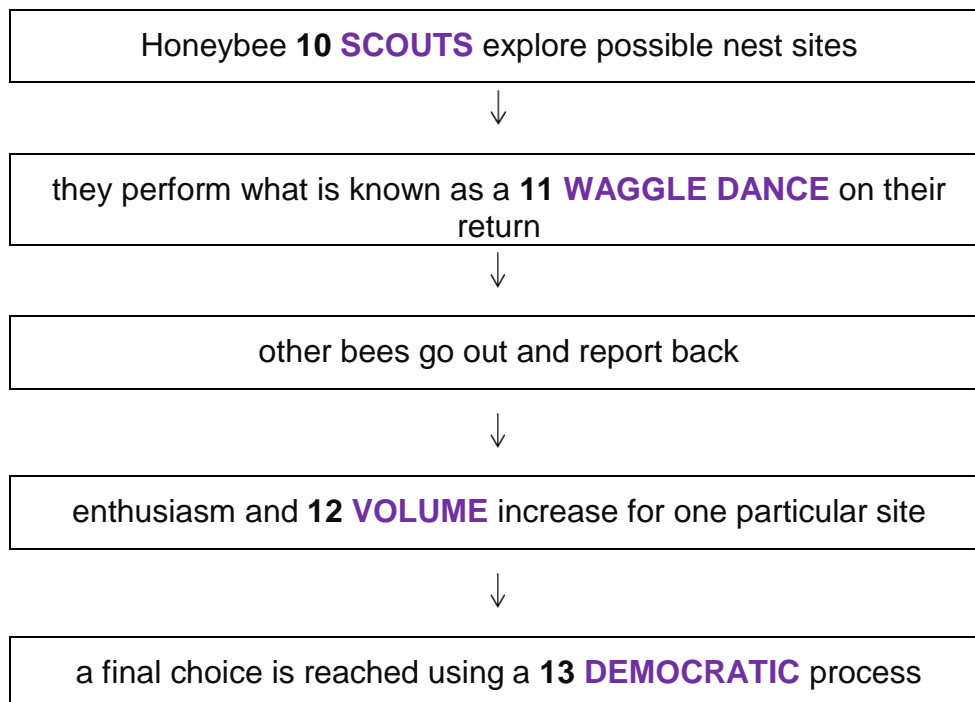 Honeybee 10 SCOUTS explore possible nest sites
↓
they perform what is known as a 11 WAGGLE DANCE on their
return
↓
other bees go out and report back
↓
enthusiasm and 12 VOLUME increase for one particular site
↓
a final choice is reached using a 13 DEMOCRATIC process